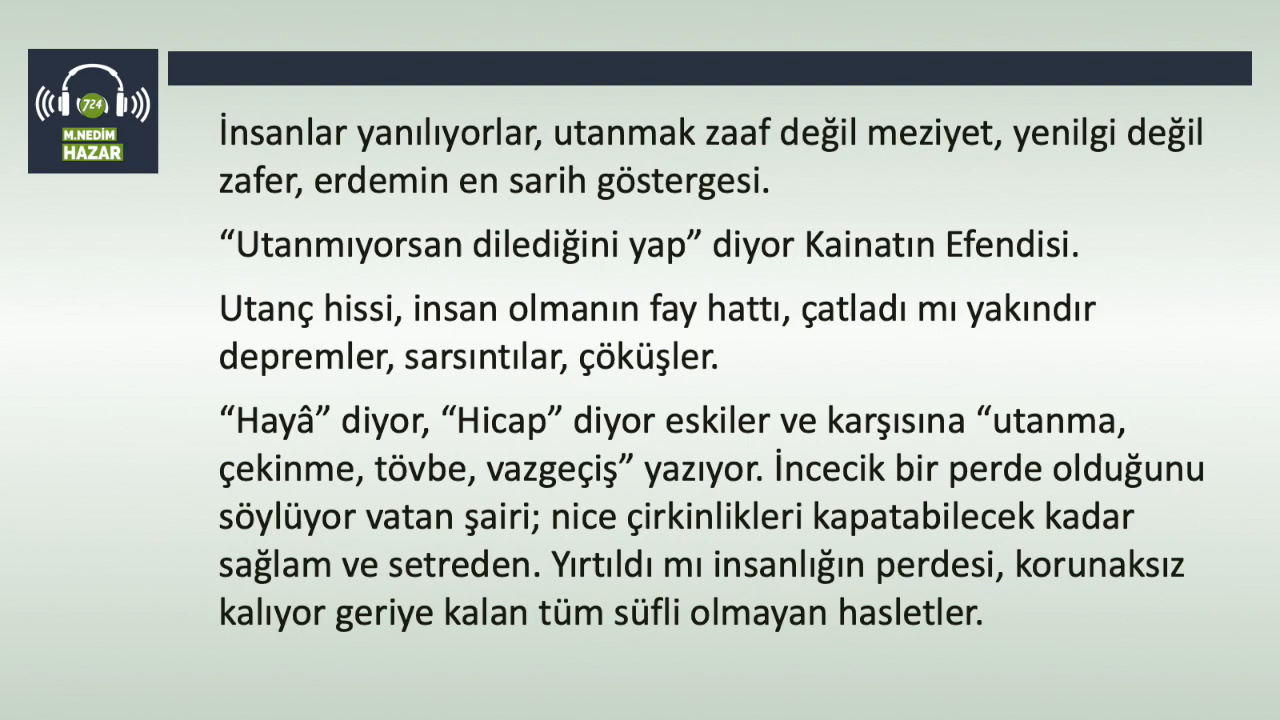 724
M.NEDİM
HAZAR
İnsanlar yanılıyorlar, utanmak zaaf değil meziyet, yenilgi değil
zafer, erdemin en sarih göstergesi.
“Utanmıyorsan dilediğini yap” diyor Kainatın Efendisi.
Utanç hissi, insan olmanın fay hattı, çatladı mı yakındır
depremler, sarsıntılar, çöküşler.
“Hayâ” diyor, “Hicap” diyor eskiler ve karşısına “utanma,
çekinme, tövbe, vazgeçiş” yazıyor. İncecik bir perde olduğunu
söylüyor vatan şairi; nice çirkinlikleri kapatabilecek kadar
sağlam ve setreden. Yırtıldı mı insanlığın perdesi, korunaksız
kalıyor geriye kalan tüm süfli olmayan hasletler.